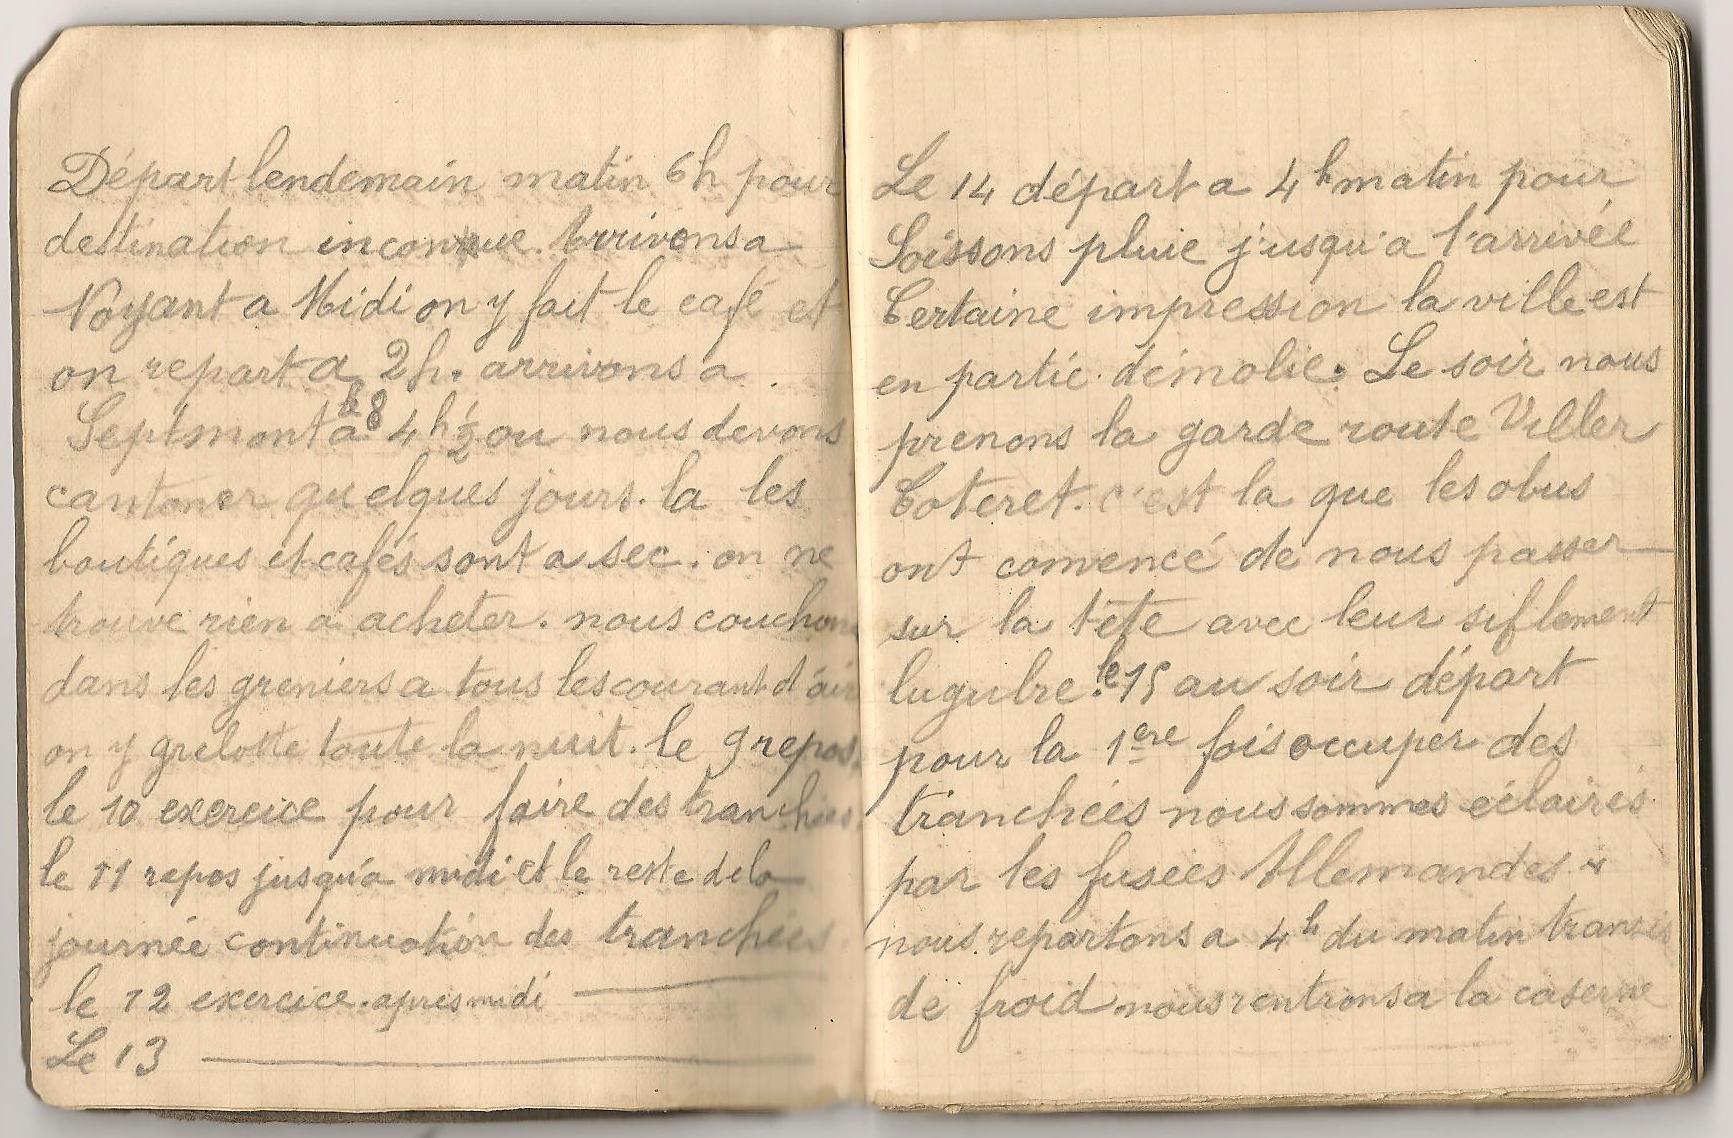 Départ lendemain matin 6h pour
destination inconnue. Arrivons a
Noyant a Midi on y fait le café et
on repart a 2h. arrivons a
le 8
Septmont a 4h½ ou nous devons
cantoner quelques jours. la les
boutiques et cafés sont a sec. on ne
trouve rien a acheter. nous couchons
dans les greniers a tous les courant d'air
on y grelotte toute la nuit. le 9 repos.
le 10 exercice pour faire des tranchées
le 11 repos jusqu'a midi et le reste de la
journée continuation des tranchées
le 12 exercice. apres midi
Le 13
Le 14 départ a 4h matin pour
Soissons pluie jusqu'a l'arrivée
Certaine impression la ville est
en partie démolie. Le soir nous
prenons la garde route Viller
Coteret. c'est la que les obus
ont comencé de nous passer
sur la tête avec leur siflement
lugubre. le 15 au soir départ
pour la 1ere fois occuper des
tranchées nous sommes eclairés
par les fusées Allemandes
nous repartons a 4h du matin transis
de froid nous rentrons a la caserne